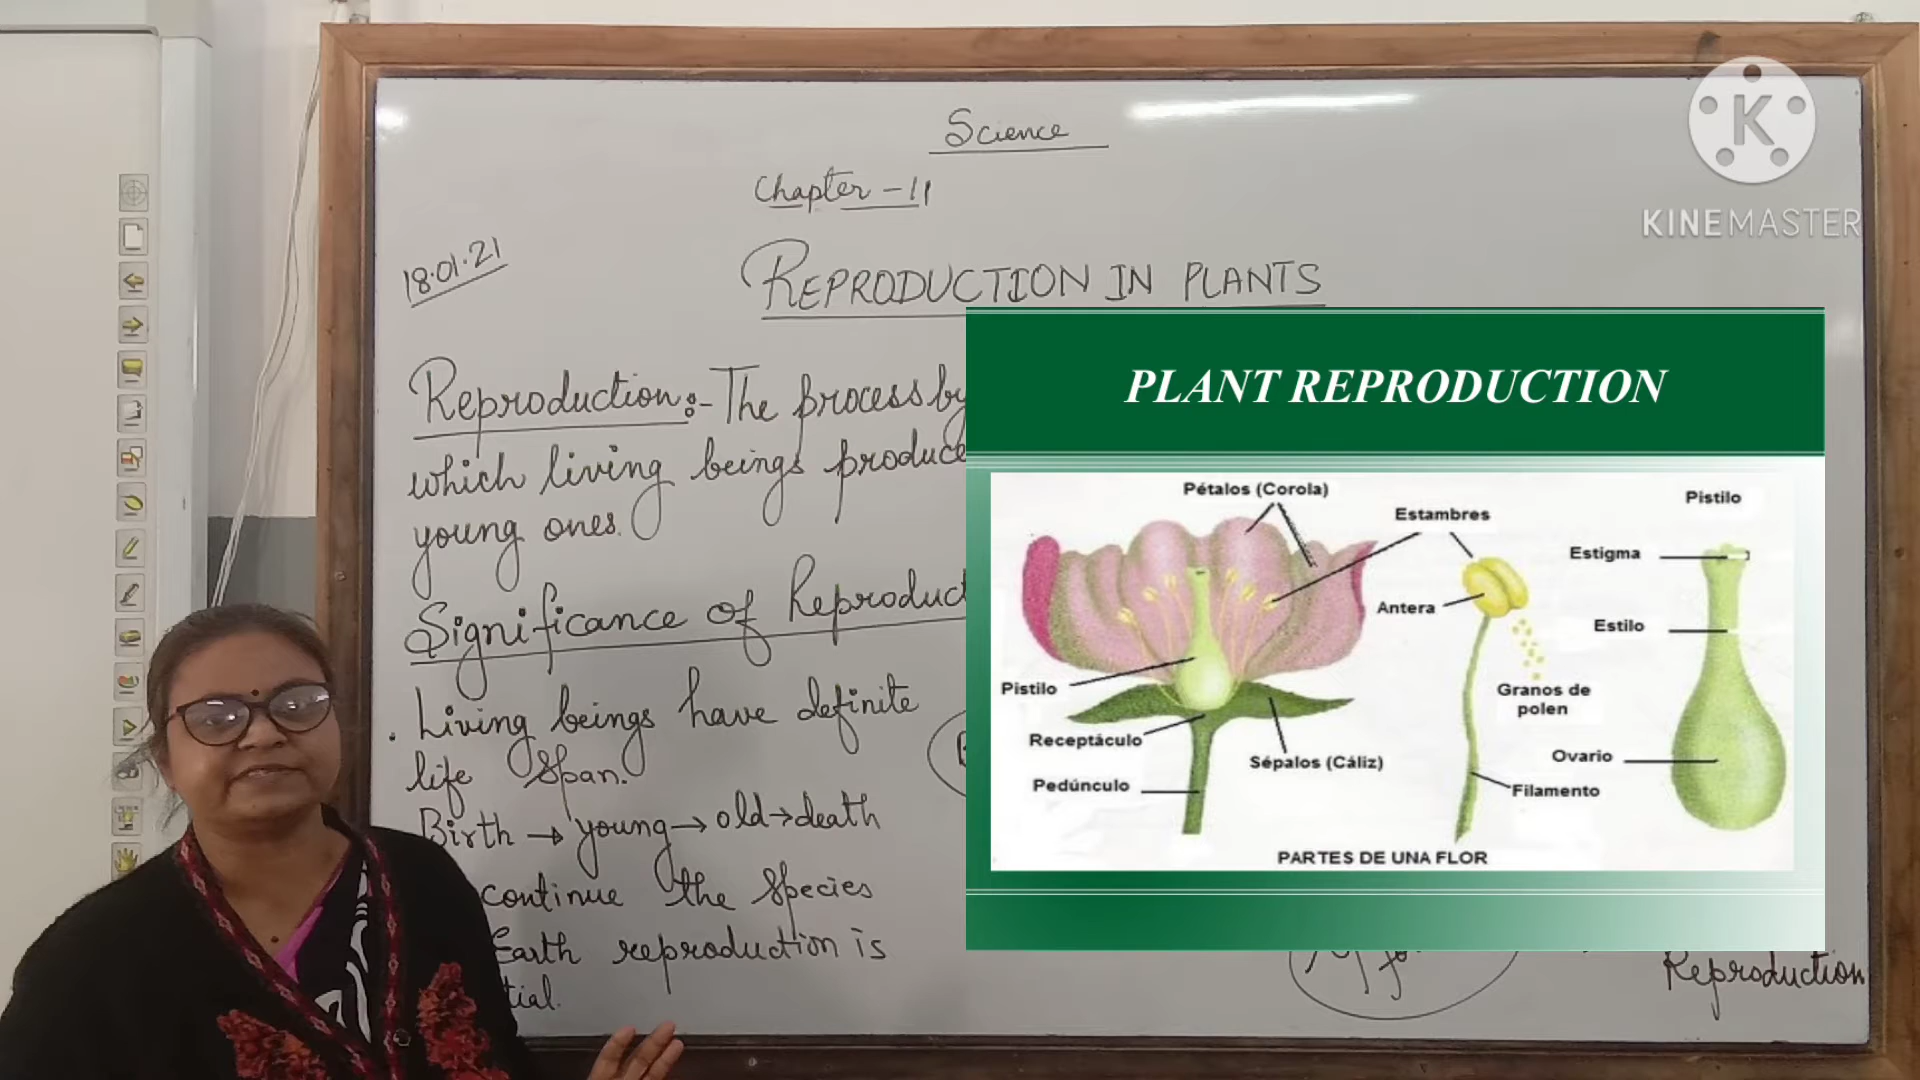 Science
Chapter - 11
18.01.21
REPRODUCTION IN PLANTS
Reproduction:- The process by
which living beings produce
young ones.
Significance of Reproduct
. Living beings have definite
life span.
Birth → young → old → death
continue the species
Earth reproduction is
tial.
Reproduction
KINEMASTER
PLANT REPRODUCTION
Pétalos (Corola)
Estambres
Pistilo
Estigma
Antera
Estilo
Pistilo
Granos de
polen
Receptáculo
Sépalos (Cáliz)
Ovario
Pedúnculo
Filamento
PARTES DE UNA FLOR